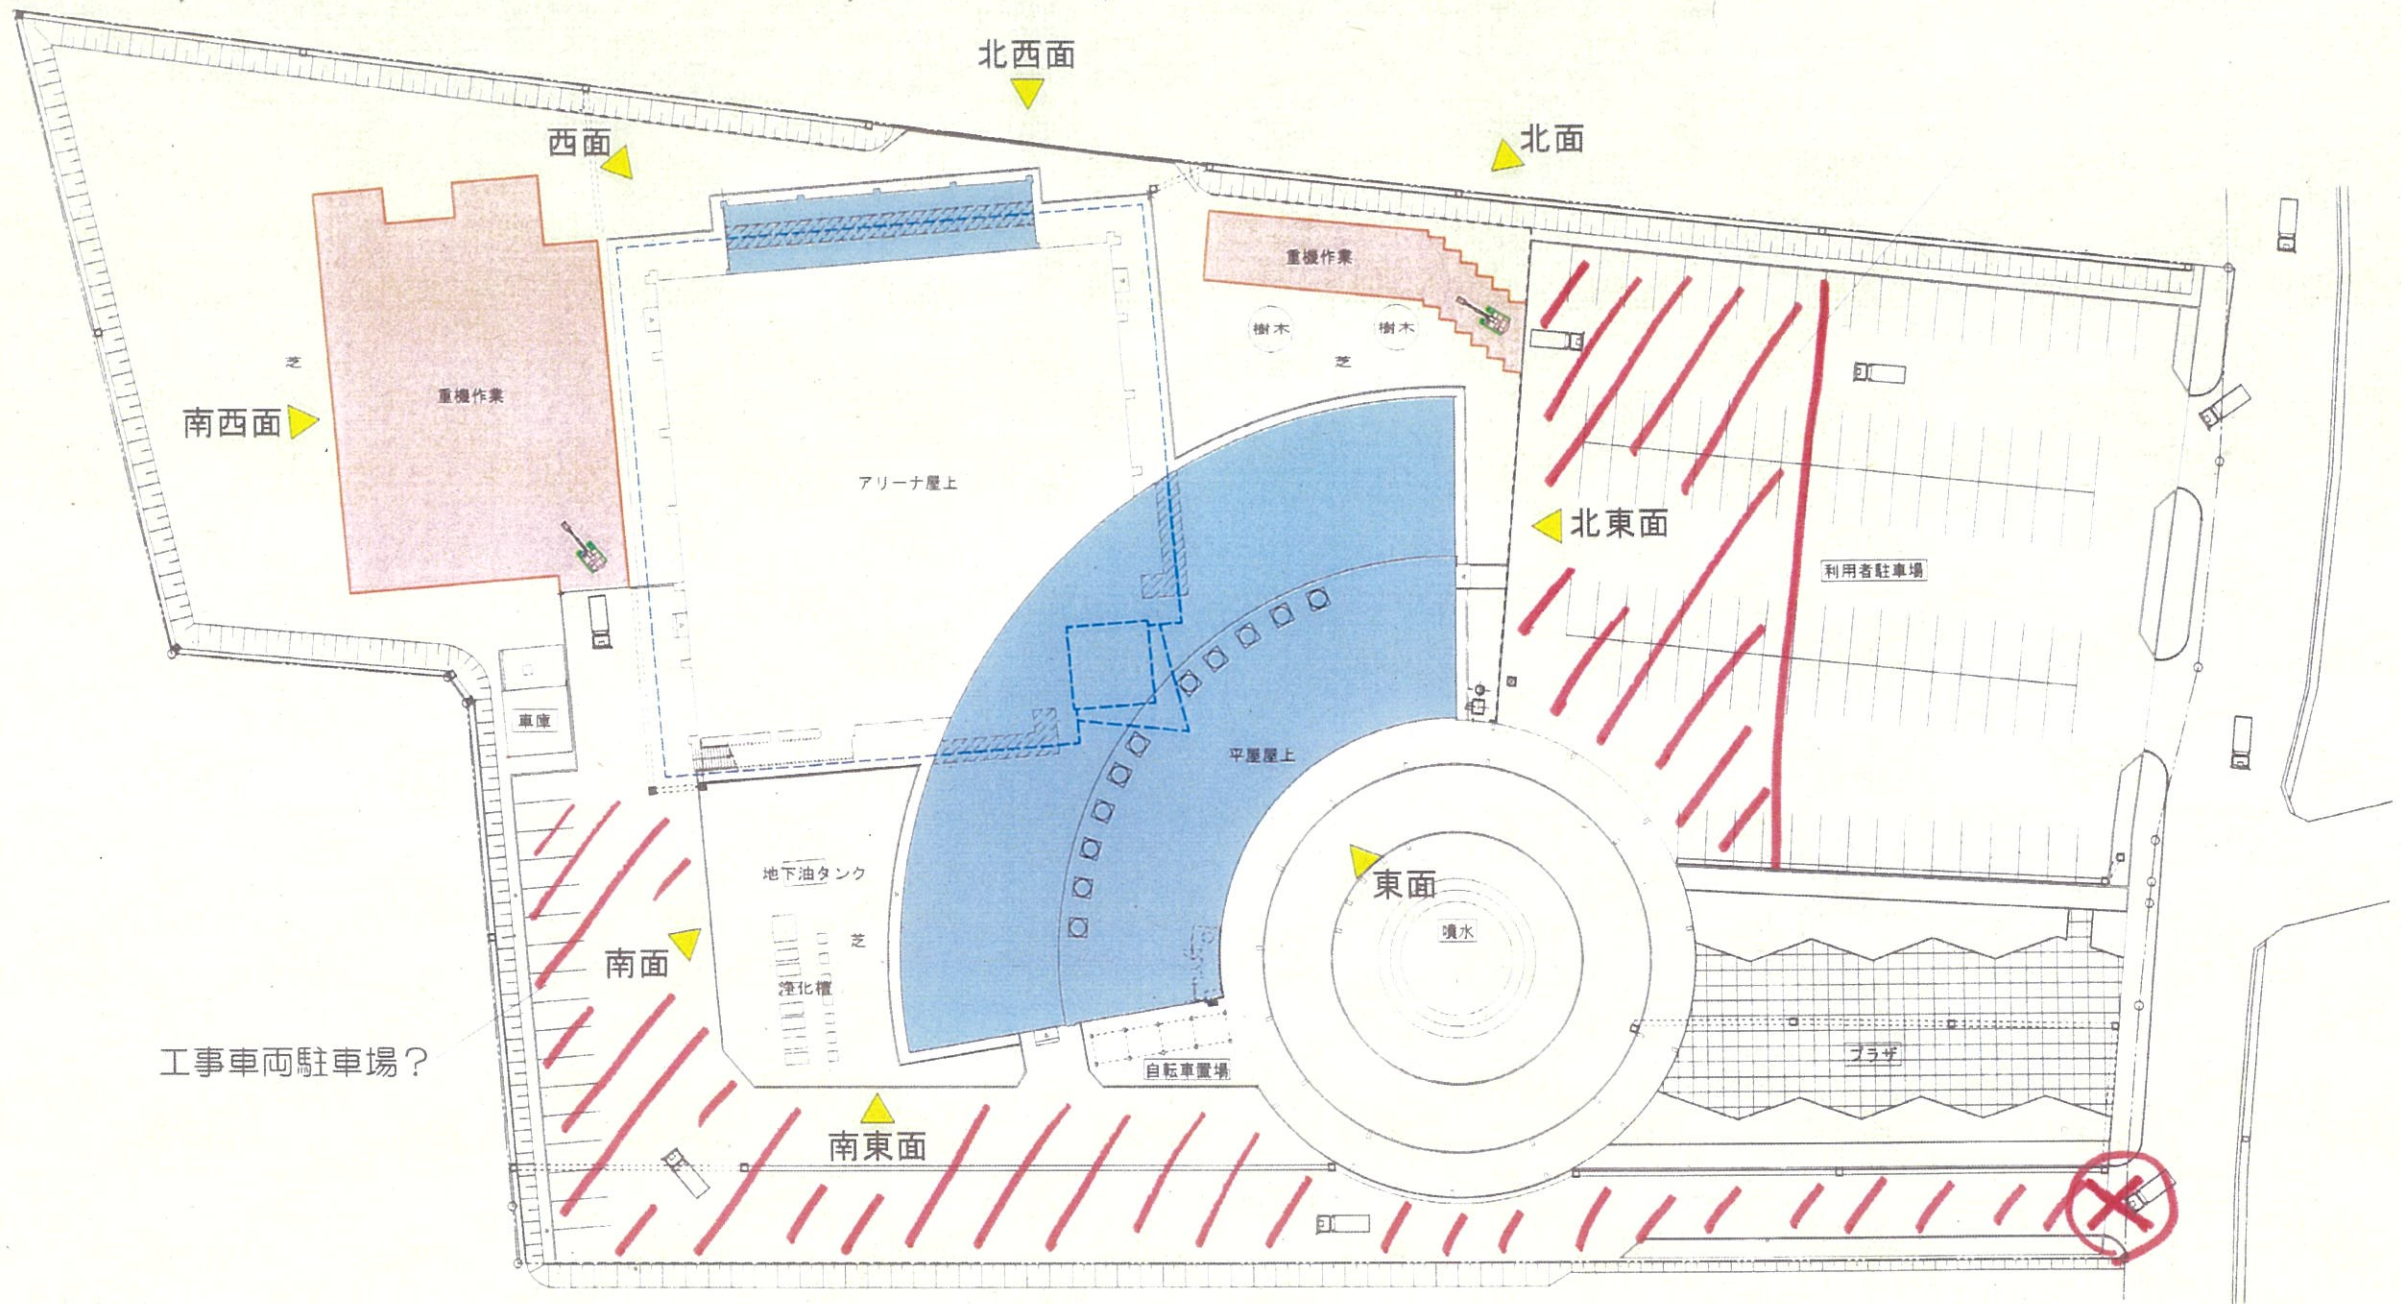 北西面
西面
北面
重機作業
樹木
樹木
芝
芝
重機作業
南西面
アリーナ屋上
北東面
利用者駐車場
車庫
平屋屋上
地下油タンク
東面
噴水
芝
南面
浄化槽
工事車両駐車場？
プラザ
自転車置場
南東面